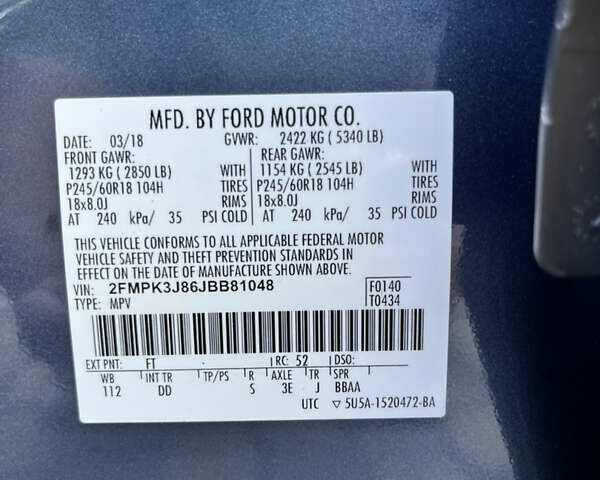 MFD. BY FORD MOTOR CO.
DATE: 03/18 GVWR: 2422 KG ( 5340 LB)
FRONT GAWR: REAR GAWR:
1293 KG ( 2850 LB) WITH 1154 KG ( 2545 LB) WITH
P245/60R18 104H TIRES P245/60R18 104H TIRES
18x8.0J RIMS 18x8.0J RIMS
AT 240 kPa/ 35 PSI COLD AT 240 kPa/ 35 PSI COLD
THIS VEHICLE CONFORMS TO ALL APPLICABLE FEDERAL MOTOR
VEHICLE SAFETY AND THEFT PREVENTION STANDARDS IN
EFFECT ON THE DATE OF MANUFACTURE SHOWN ABOVE.
VIN: 2FMPK3J86JBB81048 F0140
TYPE: MPV T0434
EXT PNT: FT RC: 52 DSO:
WB INT TR TP/PS R AXLE TR SPR
112 DD S 3E J BBAA
UTC ▽ 5U5A-1520472-BA